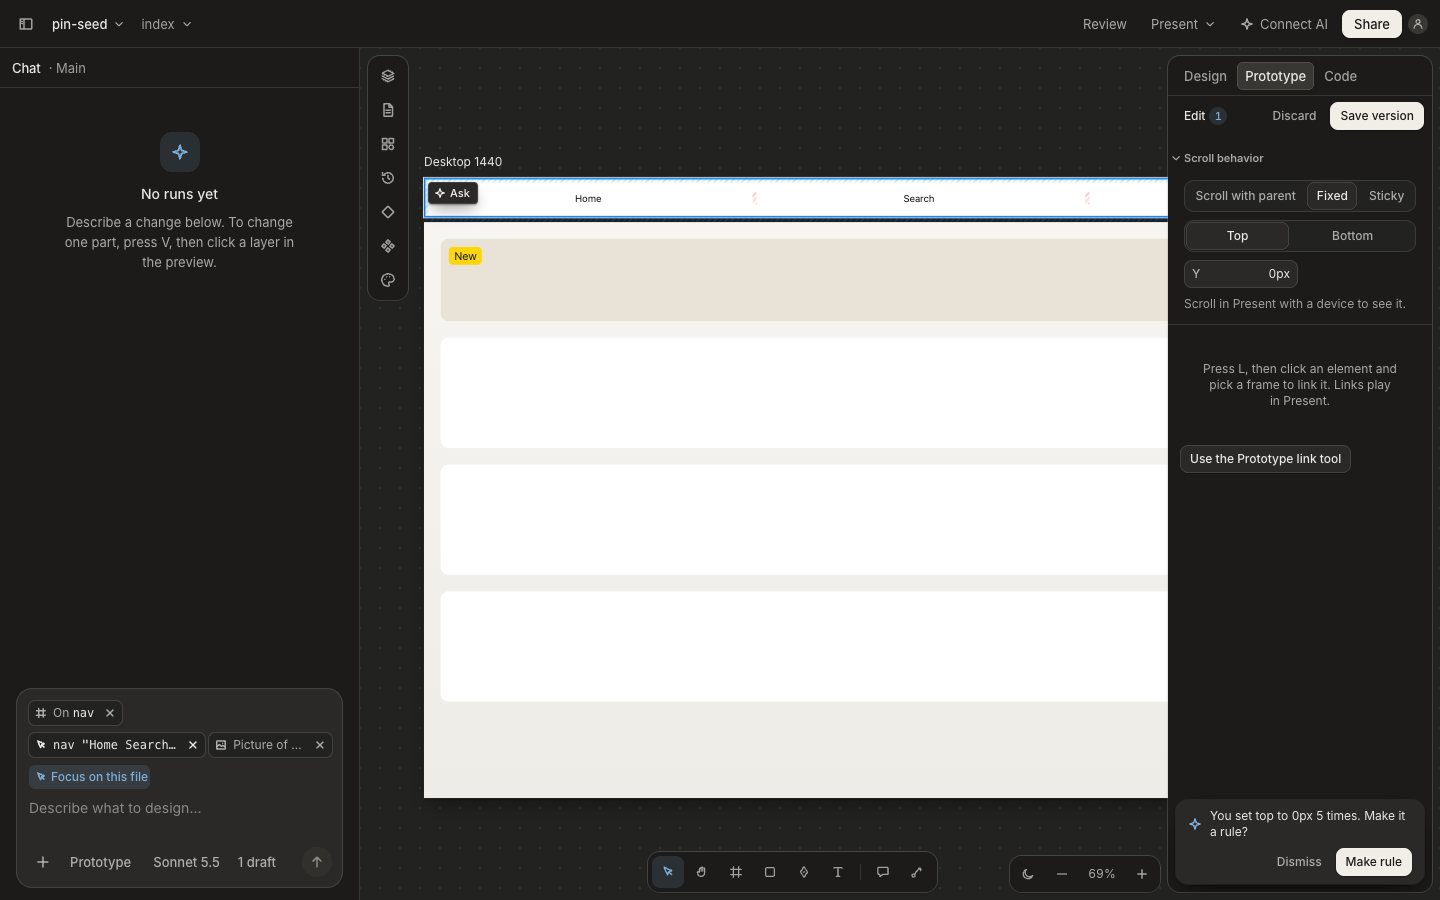 pin-seed
index
Review
Present
Connect AI
Share
Chat · Main
No runs yet
Describe a change below. To change
one part, press V, then click a layer in
the preview.
On nav
nav "Home Search…
Picture of ...
Focus on this file
Describe what to design...
Prototype
Sonnet 5.5
1 draft
Desktop 1440
Ask
Home
Search
New
69%
Design
Prototype
Code
Edit 1
Discard
Save version
Scroll behavior
Scroll with parent
Fixed
Sticky
Top
Bottom
Y 0px
Scroll in Present with a device to see it.
Press L, then click an element and
pick a frame to link it. Links play
in Present.
Use the Prototype link tool
You set top to 0px 5 times. Make it
a rule?
Dismiss
Make rule